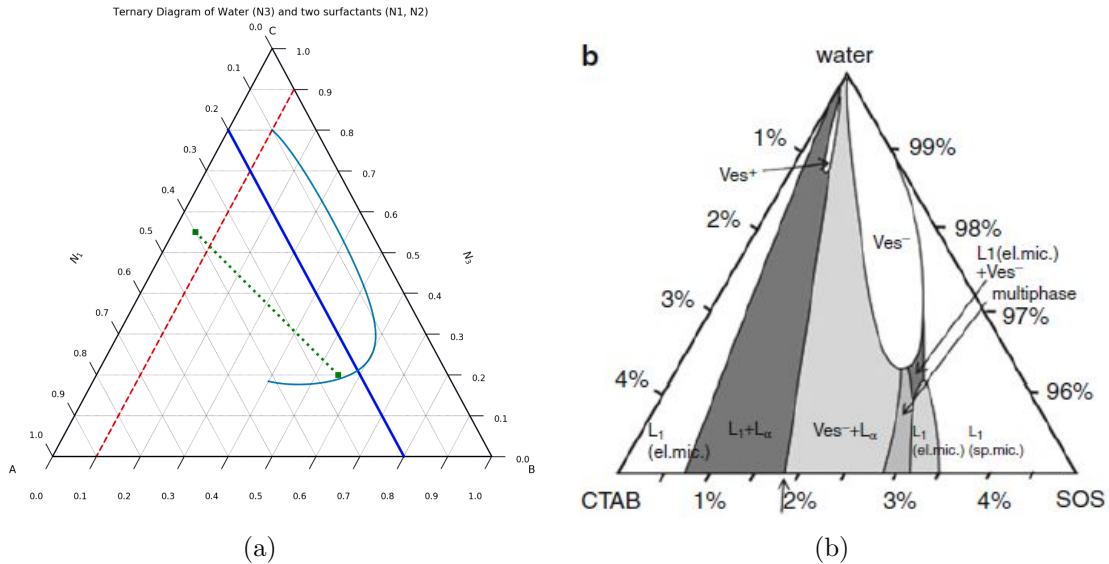 Ternary Diagram of Water (N3) and two surfactants (N1, N2)
0.0
C
0.1
0.2
0.3
0.4
0.5
0.6
0.7
0.8
0.9
1.0
N2
1.0
0.9
0.8
0.7
0.6
0.5
0.4
0.3
0.2
0.1
0.0
N3
A
B
0.0 0.1 0.2 0.3 0.4 0.5 0.6 0.7 0.8 0.9 1.0
(a)
b
water
1%
99%
Ves+
2%
98%
Ves−
L1(el.mic.)
+Ves−
multiphase
3%
97%
4%
96%
L1
(el.mic.)
L1+Lα
Ves−+Lα
L1
(el.mic.)
L1
(sp.mic.)
CTAB 1% 2% 3% 4% SOS
(b)